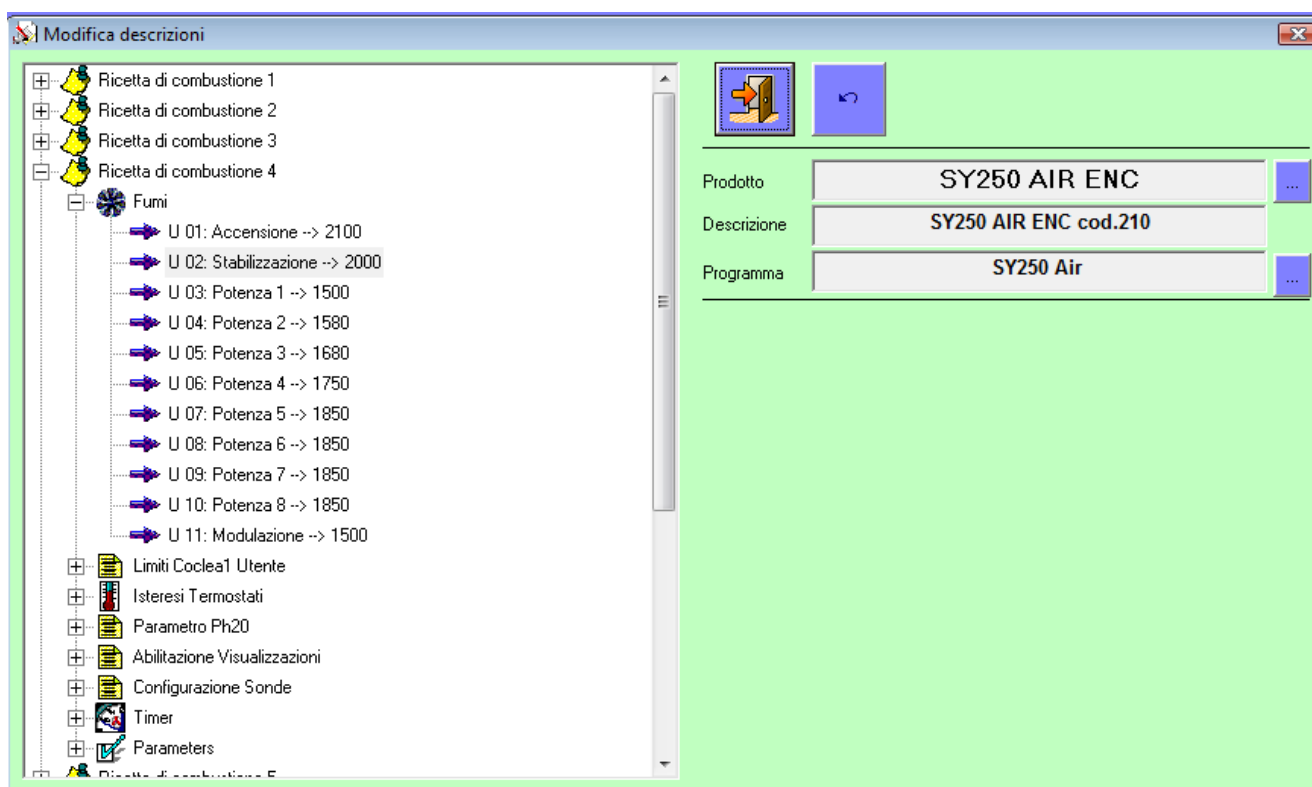 Modifica descrizioni
Ricetta di combustione 1
Ricetta di combustione 2
Ricetta di combustione 3
Ricetta di combustione 4
Fumi
U 01: Accensione --> 2100
U 02: Stabilizzazione --> 2000
U 03: Potenza 1 --> 1500
U 04: Potenza 2 --> 1580
U 05: Potenza 3 --> 1680
U 06: Potenza 4 --> 1750
U 07: Potenza 5 --> 1850
U 08: Potenza 6 --> 1850
U 09: Potenza 7 --> 1850
U 10: Potenza 8 --> 1850
U 11: Modulazione --> 1500
Limiti Coclea1 Utente
Isteresi Termostati
Parametro Ph20
Abilitazione Visualizzazioni
Configurazione Sonde
Timer
Parameters
Ricetta di combustione 5
Prodotto SY250 AIR ENC ...
Descrizione SY250 AIR ENC cod.210
Programma SY250 Air ...